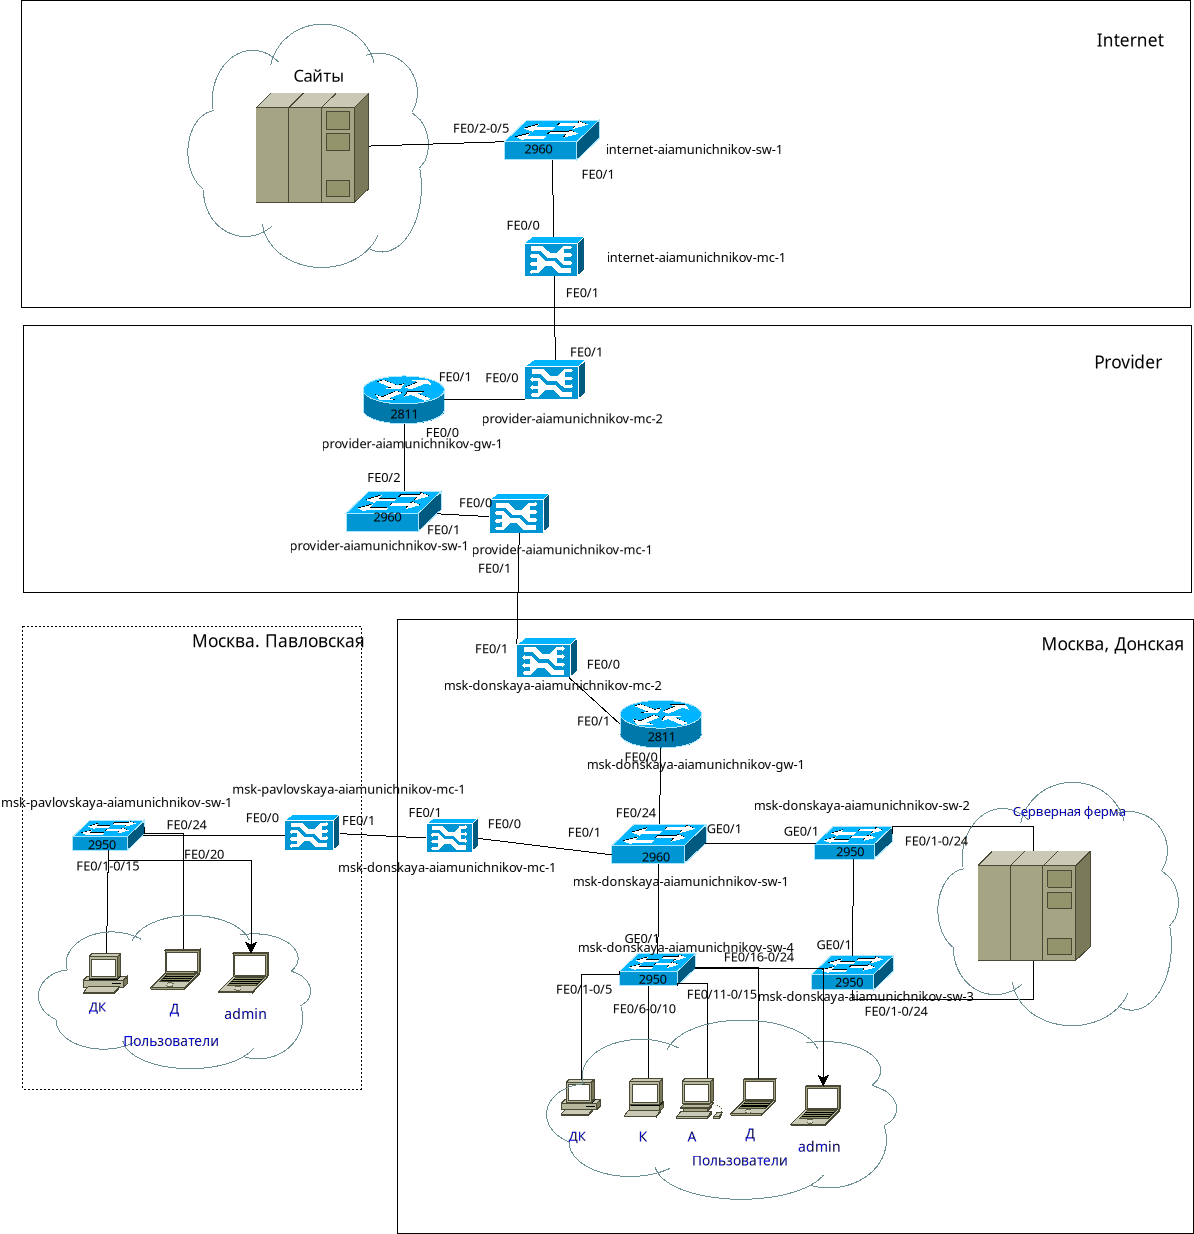 Internet
Сайты
FE0/2-0/5
2960
internet-aiamunichnikov-sw-1
FE0/1
FE0/0
internet-aiamunichnikov-mc-1
FE0/1
FE0/1
Provider
FE0/1
FE0/0
2811
provider-aiamunichnikov-mc-2
FE0/0
provider-aiamunichnikov-gw-1
FE0/2
FE0/0
2960
FE0/1
provider-aiamunichnikov-sw-1
provider-aiamunichnikov-mc-1
FE0/1
Москва. Павловская
Москва, Донская
FE0/1
FE0/0
msk-donskaya-aiamunichnikov-mc-2
FE0/1
2811
FE0/0
msk-donskaya-aiamunichnikov-gw-1
msk-pavlovskaya-aiamunichnikov-mc-1
msk-pavlovskaya-aiamunichnikov-sw-1
msk-donskaya-aiamunichnikov-sw-2
Серверная ферма
FE0/24
FE0/0
FE0/1
FE0/1
FE0/0
FE0/24
FE0/1
GE0/1
GE0/1
FE0/1-0/24
2950
FE0/20
FE0/1-0/15
2960
2950
msk-donskaya-aiamunichnikov-mc-1
msk-donskaya-aiamunichnikov-sw-1
GE0/1
msk-donskaya-aiamunichnikov-sw-4
GE0/1
FE0/16-0/24
2950
2950
FE0/1-0/5
FE0/11-0/15
msk-donskaya-aiamunichnikov-sw-3
FE0/6-0/10
FE0/1-0/24
ДК
Д
admin
Пользователи
ДК
К
А
Д
admin
Пользователи